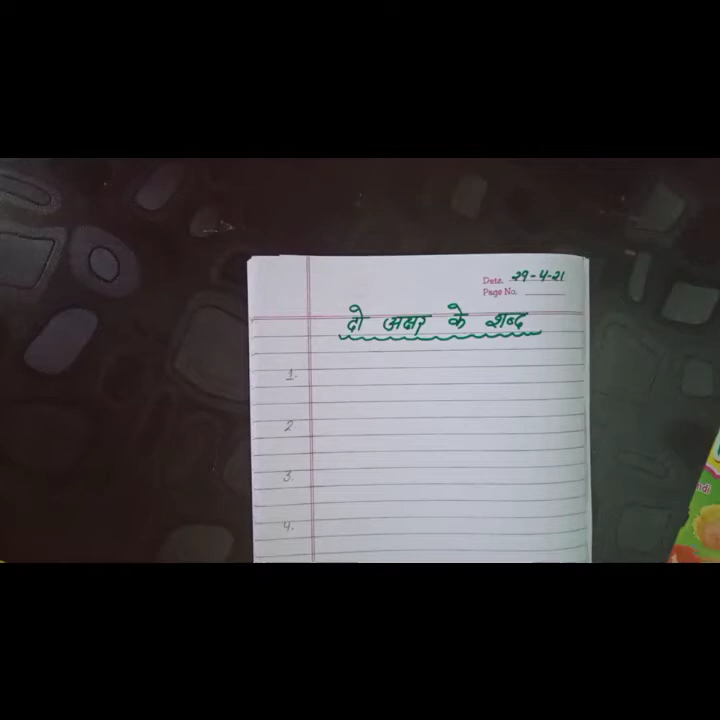 Date. 29-4-21
Page No.
दो अक्षर के शब्द
1.
2
3.
4.